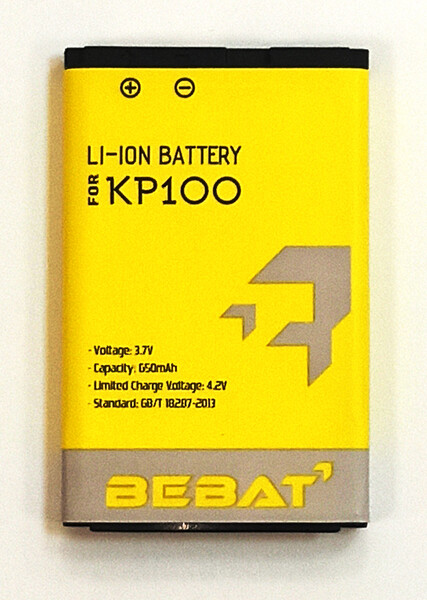 + −
LI-ION BATTERY
FOR KP100
- Voltage: 3.7V
- Capacity: 650mAh
- Limited Charge Voltage: 4.2V
- Standard: GB/T 18287-2013
BEBAT